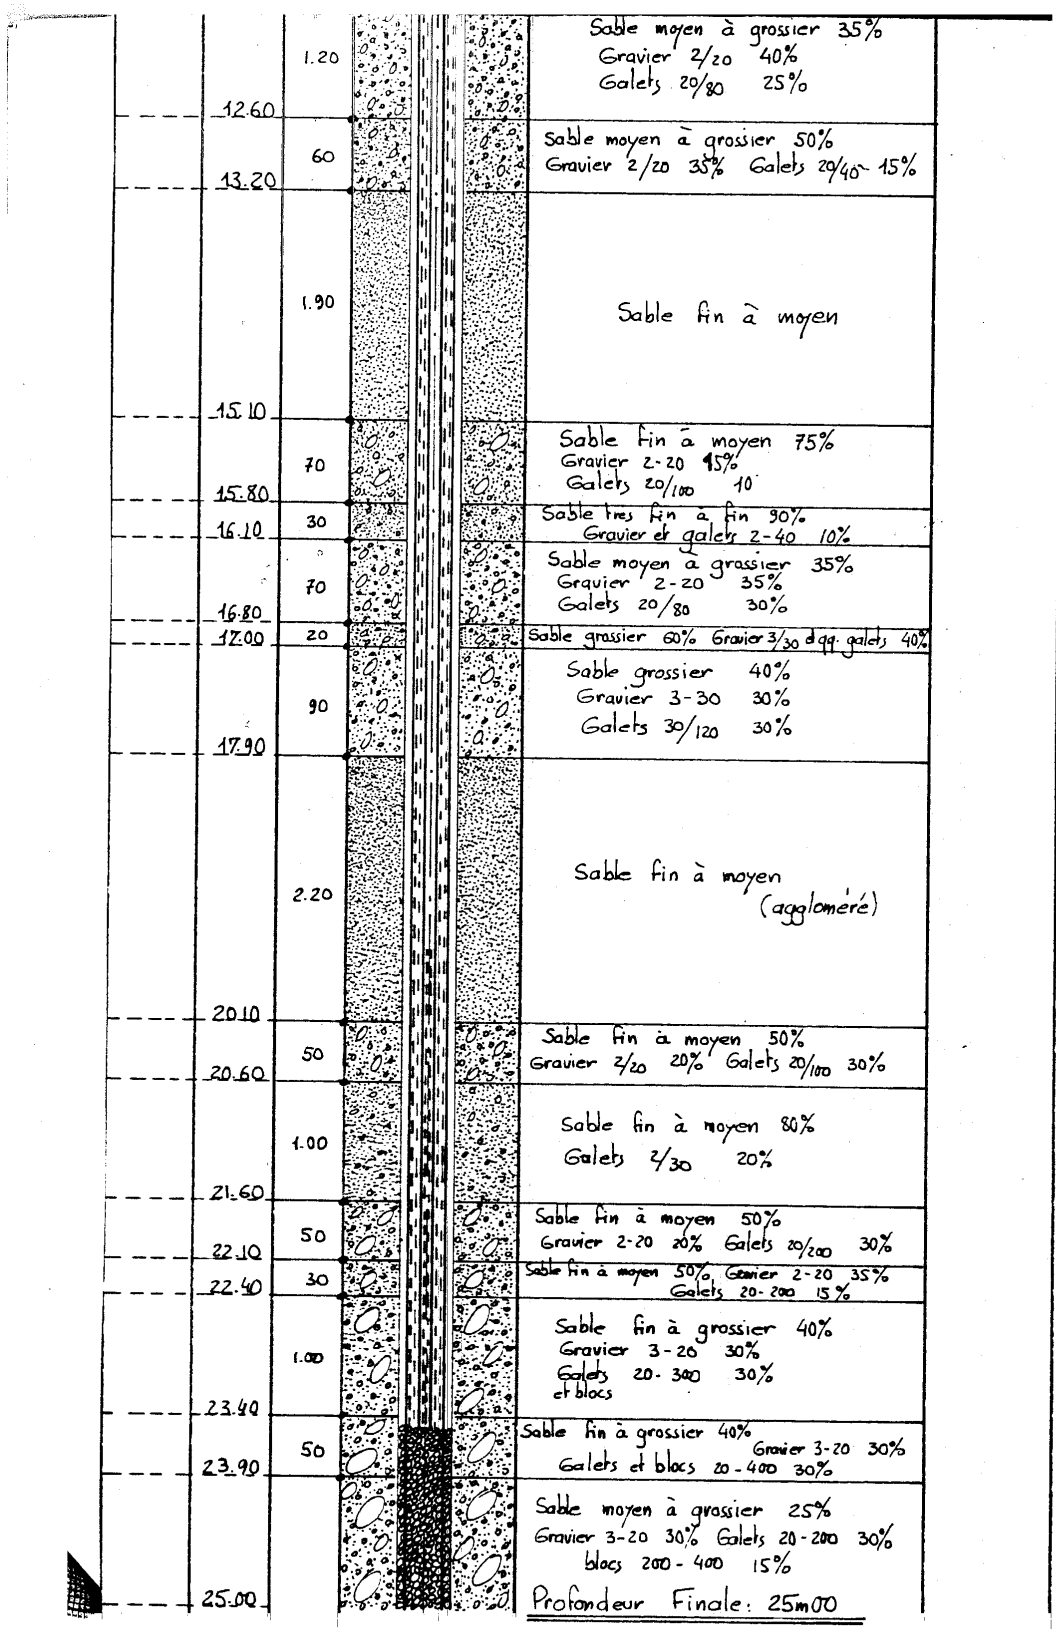 Sable moyen à grossier 35%
1.20 Gravier 2/20 40%
Galets 20/80 25%
12.60
Sable moyen à grossier 50%
60 Gravier 2/20 35% Galets 20/40 - 15%
13.20
1.90 Sable fin à moyen
15.10
Sable fin à moyen 75%
70 Gravier 2-20 15%
Galets 20/100 10
15.80
Sable tres fin à fin 90%
30 Gravier et galets 2-40 10%
16.10
Sable moyen à grossier 35%
70 Gravier 2-20 35%
Galets 20/80 30%
16.80
20 Sable grossier 60% Gravier 3/30 d qq. galets 40%
17.00
Sable grossier 40%
90 Gravier 3-30 30%
Galets 30/120 30%
17.90
2.20 Sable fin à moyen
(aggloméré)
20.10
Sable fin à moyen 50%
50 Gravier 2/20 20% Galets 20/100 30%
20.60
Sable fin à moyen 80%
1.00 Galets 2/30 20%
21.60
Sable fin à moyen 50%
50 Gravier 2-20 20% Galets 20/200 30%
22.10
30 Sable fin à moyen 50% Gravier 2-20 35%
Galets 20-200 15%
22.40
Sable fin à grossier 40%
1.00 Gravier 3-20 30%
Galets 20-300 30%
et blocs
23.40
Sable fin à grossier 40%
50 Gravier 3-20 30%
Galets et blocs 20-400 30%
23.90
Sable moyen à grossier 25%
Gravier 3-20 30% Galets 20-200 30%
blocs 200-400 15%
25.00 Profondeur Finale: 25m00